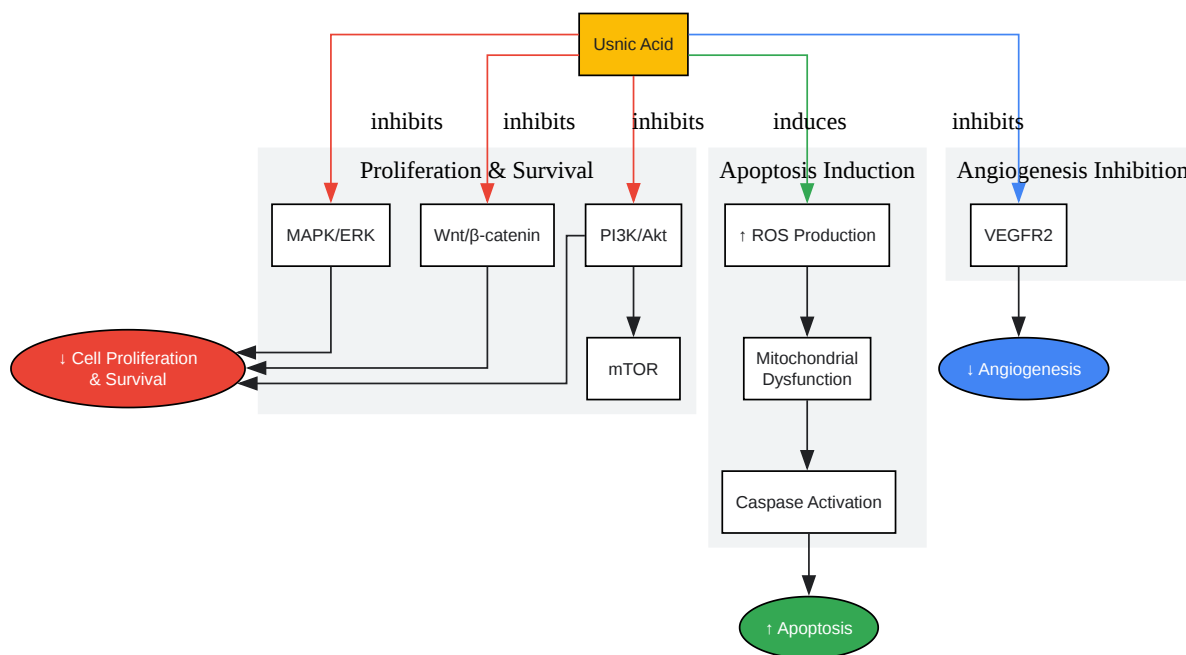 Usnic Acid
inhibits
inhibits
inhibits
induces
inhibits
Proliferation & Survival
Apoptosis Induction
Angiogenesis Inhibition
MAPK/ERK
Wnt/β-catenin
PI3K/Akt
↑ ROS Production
VEGFR2
↓ Cell Proliferation
& Survival
mTOR
Mitochondrial
Dysfunction
↓ Angiogenesis
Caspase Activation
↑ Apoptosis